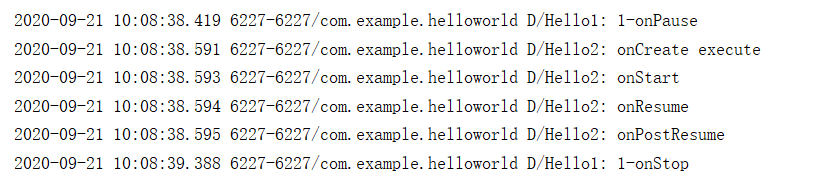 2020-09-21 10:08:38.419 6227-6227/com.example.helloworld D/Hello1: 1-onPause
2020-09-21 10:08:38.591 6227-6227/com.example.helloworld D/Hello2: onCreate execute
2020-09-21 10:08:38.593 6227-6227/com.example.helloworld D/Hello2: onStart
2020-09-21 10:08:38.594 6227-6227/com.example.helloworld D/Hello2: onResume
2020-09-21 10:08:38.595 6227-6227/com.example.helloworld D/Hello2: onPostResume
2020-09-21 10:08:39.388 6227-6227/com.example.helloworld D/Hello1: 1-onStop